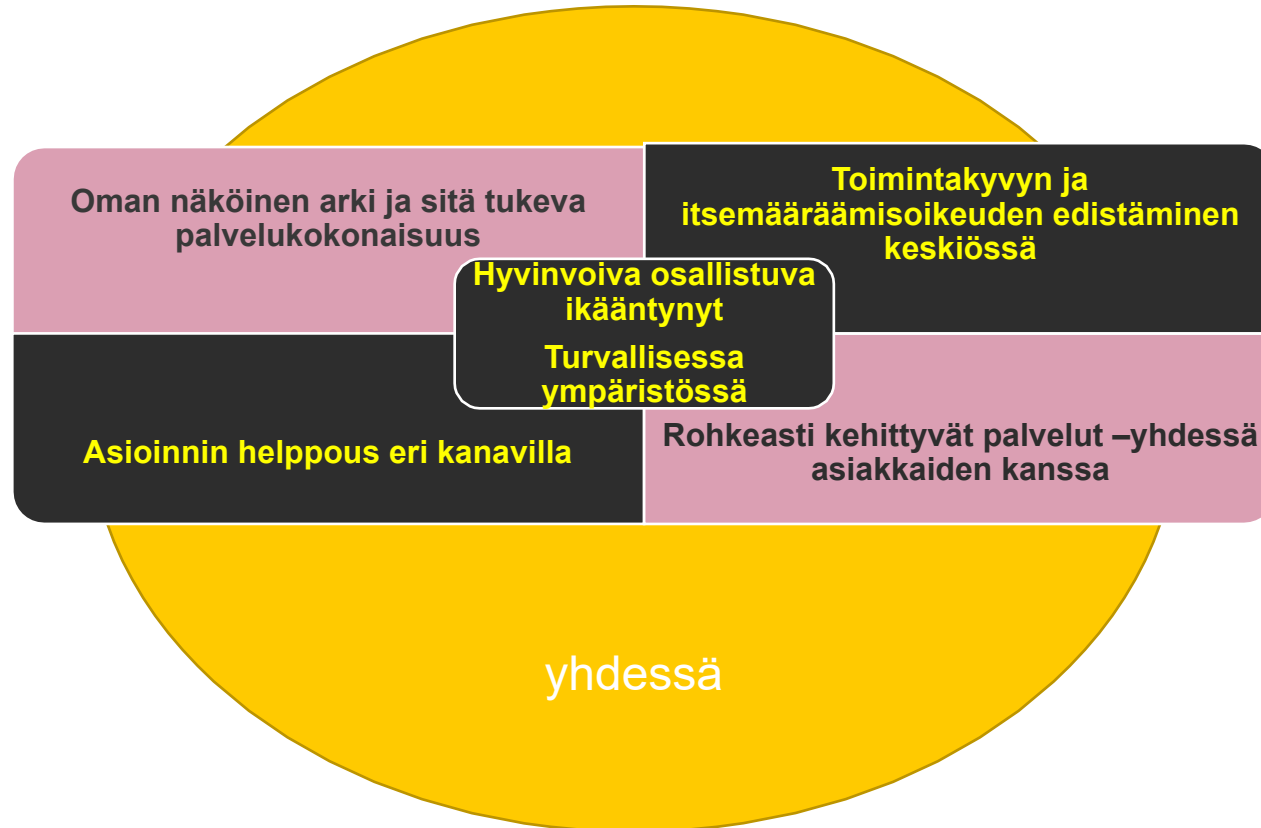 Oman näköinen arki ja sitä tukeva
palvelukokonaisuus
Toimintakyvyn ja
itsemääräämisoikeuden edistäminen
keskiössä
Hyvinvoiva osallistuva
ikääntynyt
Turvallisessa
ympäristössä
Asioinnin helppous eri kanavilla
Rohkeasti kehittyvät palvelut –yhdessä
asiakkaiden kanssa
yhdessä